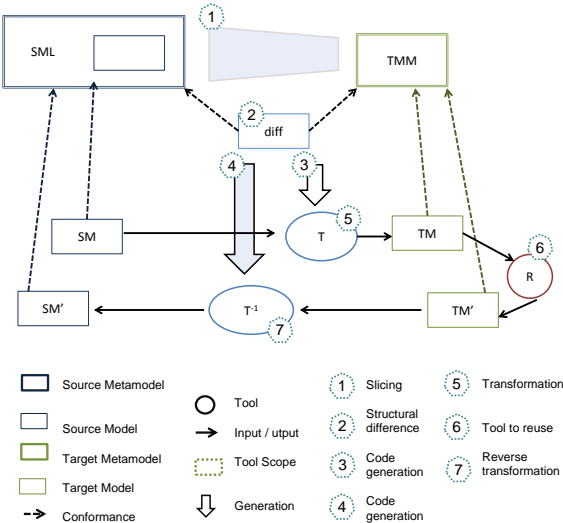 1
SML
TMM
2
diff
4
3
SM
T
5
TM
6
R
SM'
T-1
7
TM'
Source Metamodel
Source Model
Target Metamodel
Target Model
Conformance
Tool
Input / utput
Tool Scope
Generation
1 Slicing
2 Structural
difference
3 Code
generation
4 Code
generation
5 Transformation
6 Tool to reuse
7 Reverse
transformation